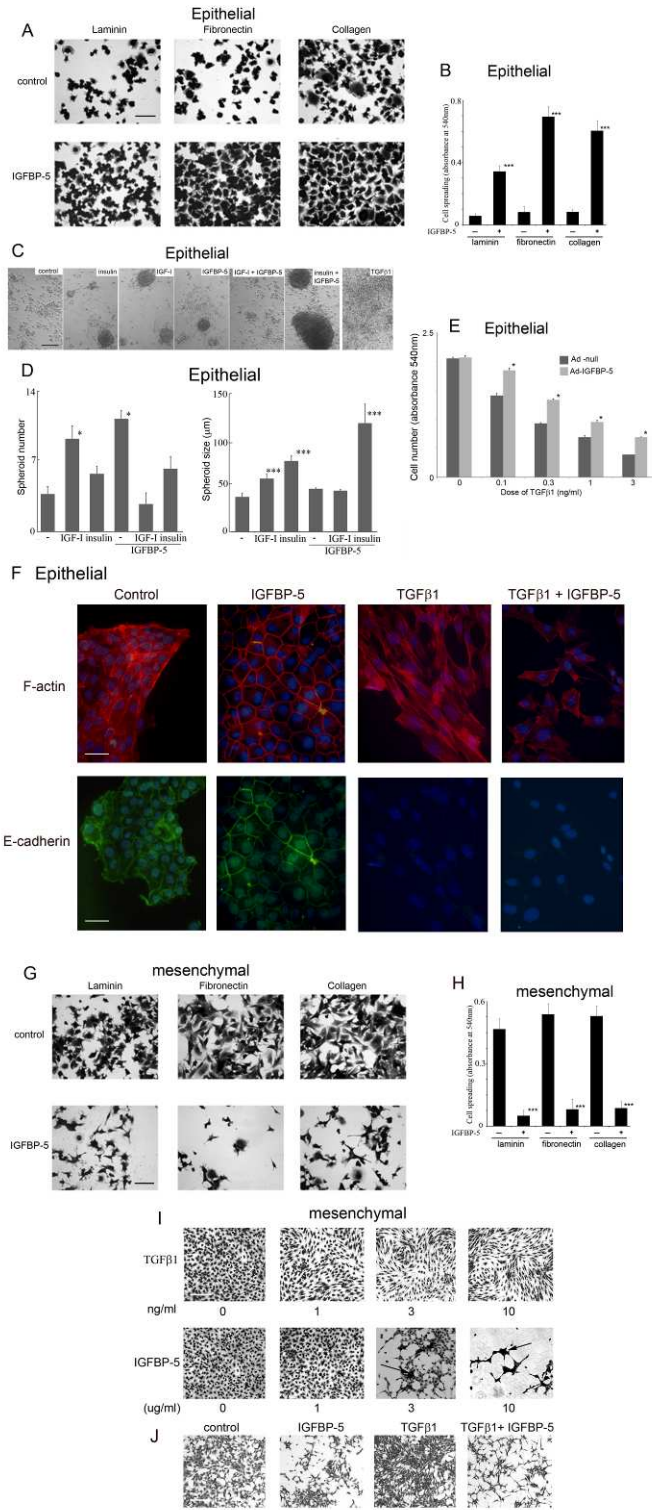 Epithelial
A
Laminin Fibronectin Collagen
control
IGFBP-5
B Epithelial
Cell spreading (absorbance at 540nm)
0.8
0.4
0
*** *** ***
IGFBP-5 – + – + – +
laminin fibronectin collagen
C Epithelial
control insulin IGF-I IGFBP-5 IGF-I + IGFBP-5 insulin + IGFBP-5 TGFβ1
D Epithelial
Spheroid number
14
7
0
* *
- IGF-I insulin - IGF-I insulin
IGFBP-5
Spheroid size (μm)
150
100
50
0
*** *** ***
- IGF-I insulin - IGF-I insulin
IGFBP-5
E Epithelial
Cell number (absorbance 540nm)
2.5
1.0
0
Ad -null
Ad-IGFBP-5
* * * *
0 0.1 0.3 1 3
Dose of TGFβ1 (ng/ml)
F Epithelial
Control IGFBP-5 TGFβ1 TGFβ1 + IGFBP-5
F-actin
E-cadherin
G mesenchymal
Laminin Fibronectin Collagen
control
IGFBP-5
H mesenchymal
Cell spreading (absorbance at 540nm)
0.6
0.3
0
*** *** ***
IGFBP-5 – + – + – +
laminin fibronectin collagen
I mesenchymal
TGFβ1
ng/ml 0 1 3 10
IGFBP-5
(ug/ml) 0 1 3 10
J control IGFBP-5 TGFβ1 TGFβ1+ IGFBP-5